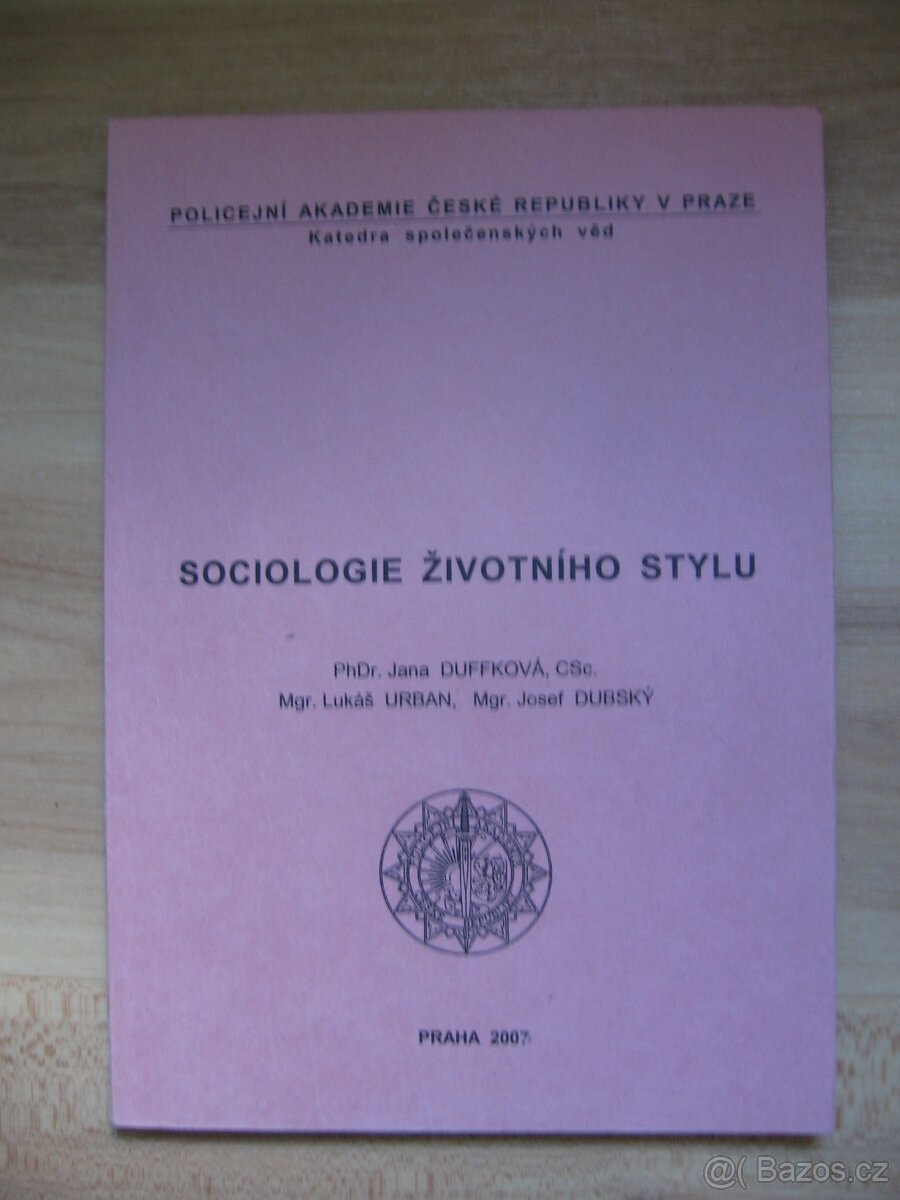 POLICEJNÍ AKADEMIE ČESKÉ REPUBLIKY V PRAZE
Katedra společenských věd
SOCIOLOGIE ŽIVOTNÍHO STYLU
PhDr. Jana DUFFKOVÁ, CSc.
Mgr. Lukáš URBAN, Mgr. Josef DUBSKÝ
PRAHA 2007
@( Bazos.cz